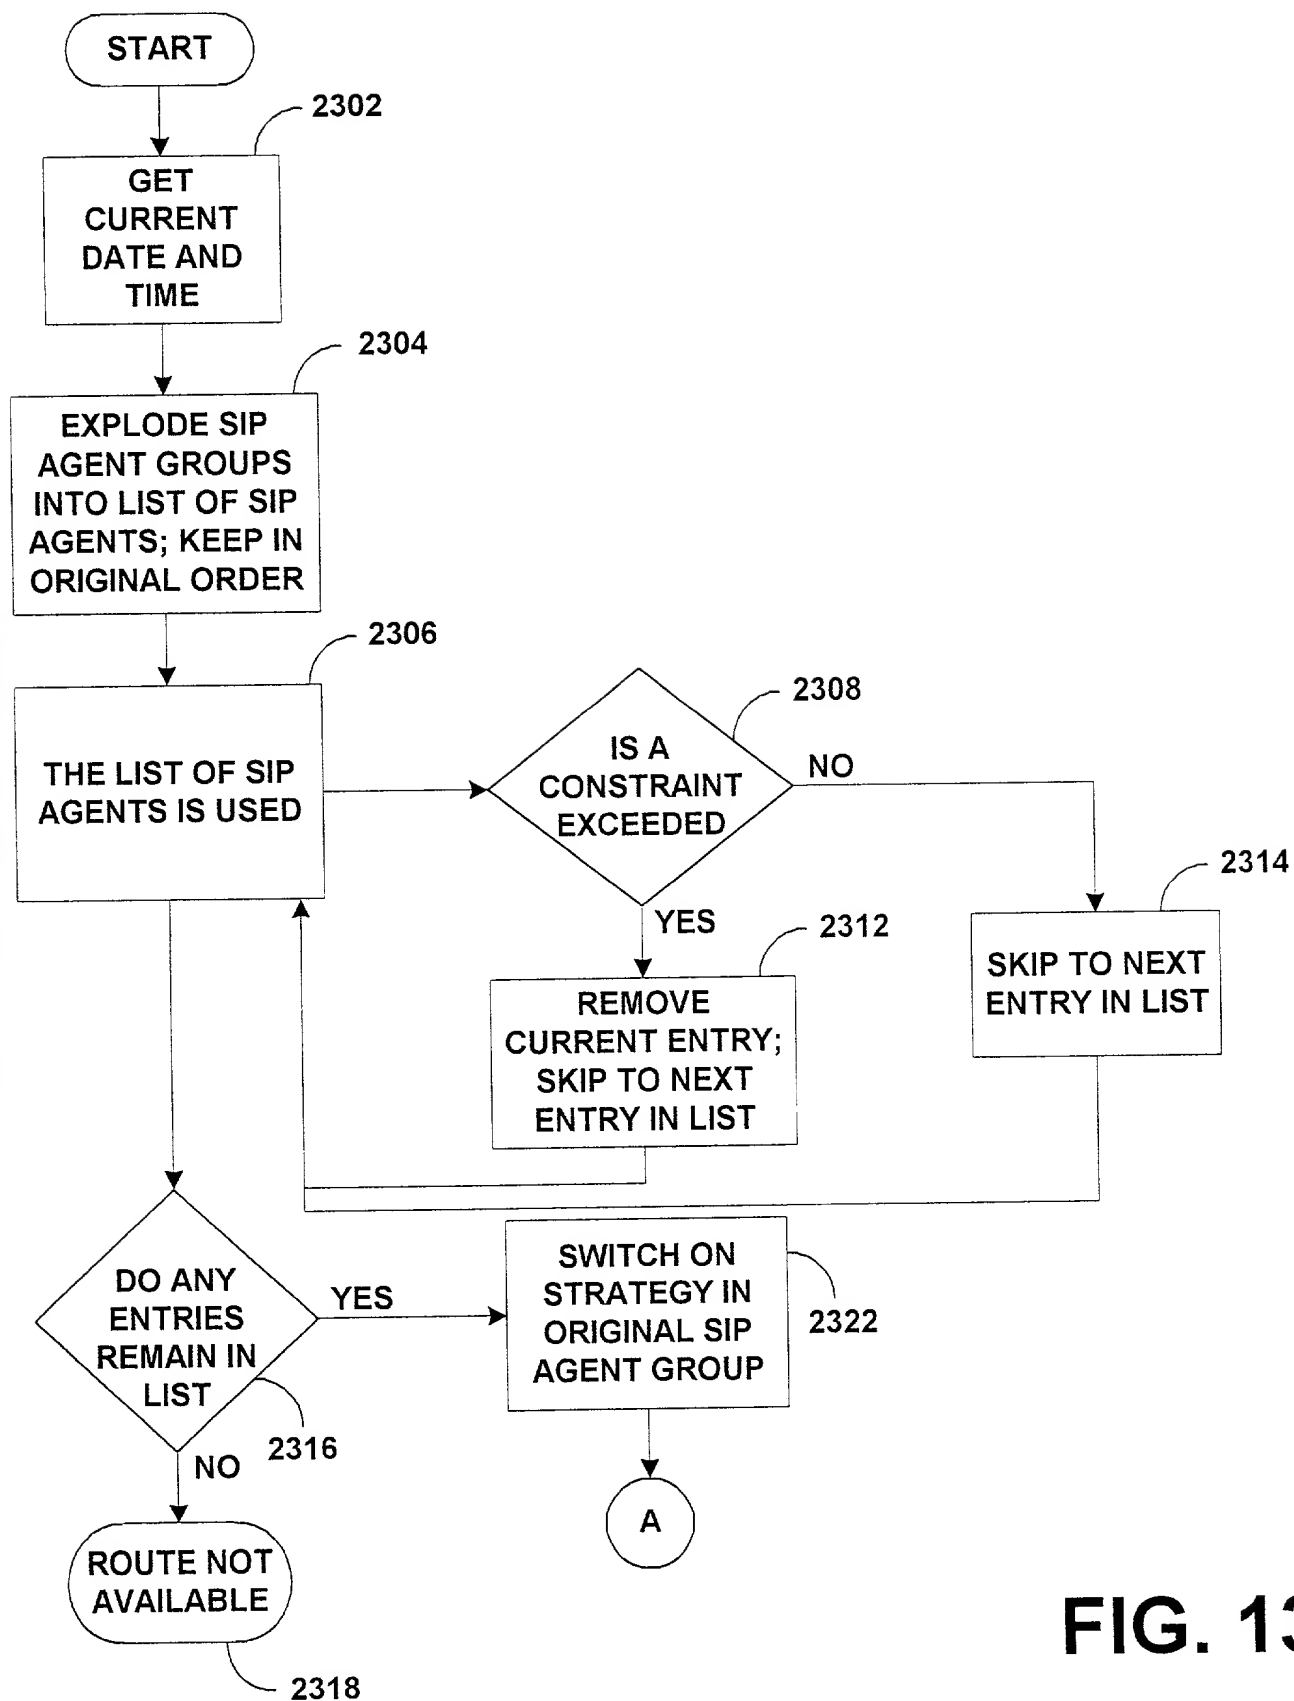 START
2302
GET
CURRENT
DATE AND
TIME
2304
EXPLODE SIP
AGENT GROUPS
INTO LIST OF SIP
AGENTS; KEEP IN
ORIGINAL ORDER
2306
THE LIST OF SIP
AGENTS IS USED
2308
IS A
CONSTRAINT
EXCEEDED
NO
YES
2312
REMOVE
CURRENT ENTRY;
SKIP TO NEXT
ENTRY IN LIST
2314
SKIP TO NEXT
ENTRY IN LIST
DO ANY
ENTRIES
REMAIN IN
LIST
2316
YES
SWITCH ON
STRATEGY IN
ORIGINAL SIP
AGENT GROUP
2322
A
NO
ROUTE NOT
AVAILABLE
2318
FIG. 13